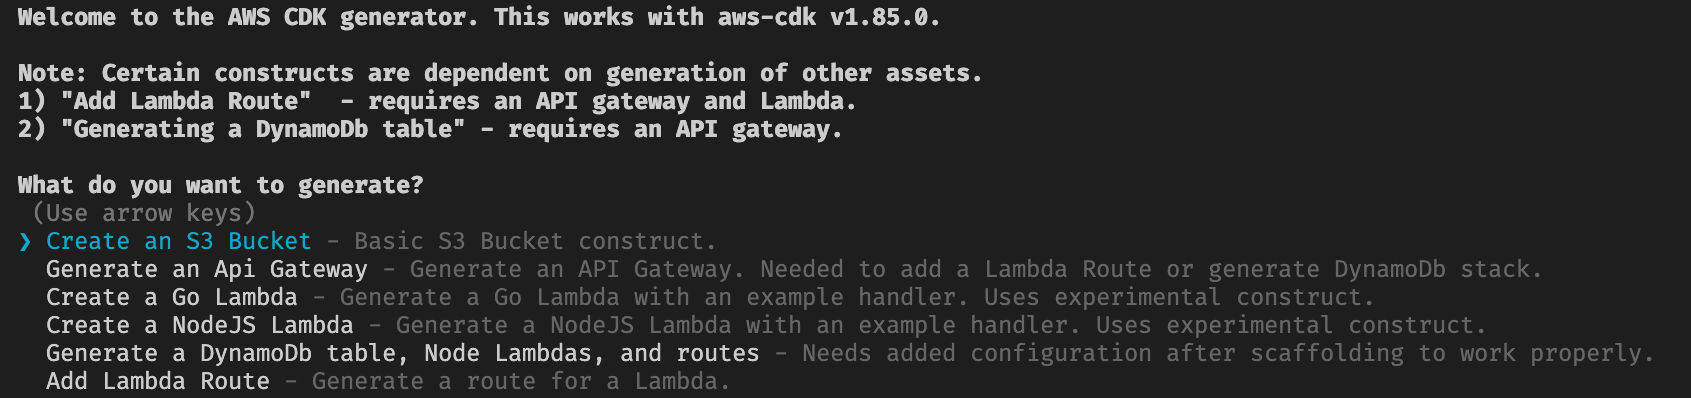 Welcome to the AWS CDK generator. This works with aws-cdk v1.85.0.
Note: Certain constructs are dependent on generation of other assets.
1) "Add Lambda Route"  - requires an API gateway and Lambda.
2) "Generating a DynamoDb table" - requires an API gateway.
What do you want to generate?
(Use arrow keys)
❯ Create an S3 Bucket - Basic S3 Bucket construct.
Generate an Api Gateway - Generate an API Gateway. Needed to add a Lambda Route or generate DynamoDb stack.
Create a Go Lambda - Generate a Go Lambda with an example handler. Uses experimental construct.
Create a NodeJS Lambda - Generate a NodeJS Lambda with an example handler. Uses experimental construct.
Generate a DynamoDb table, Node Lambdas, and routes - Needs added configuration after scaffolding to work properly.
Add Lambda Route - Generate a route for a Lambda.